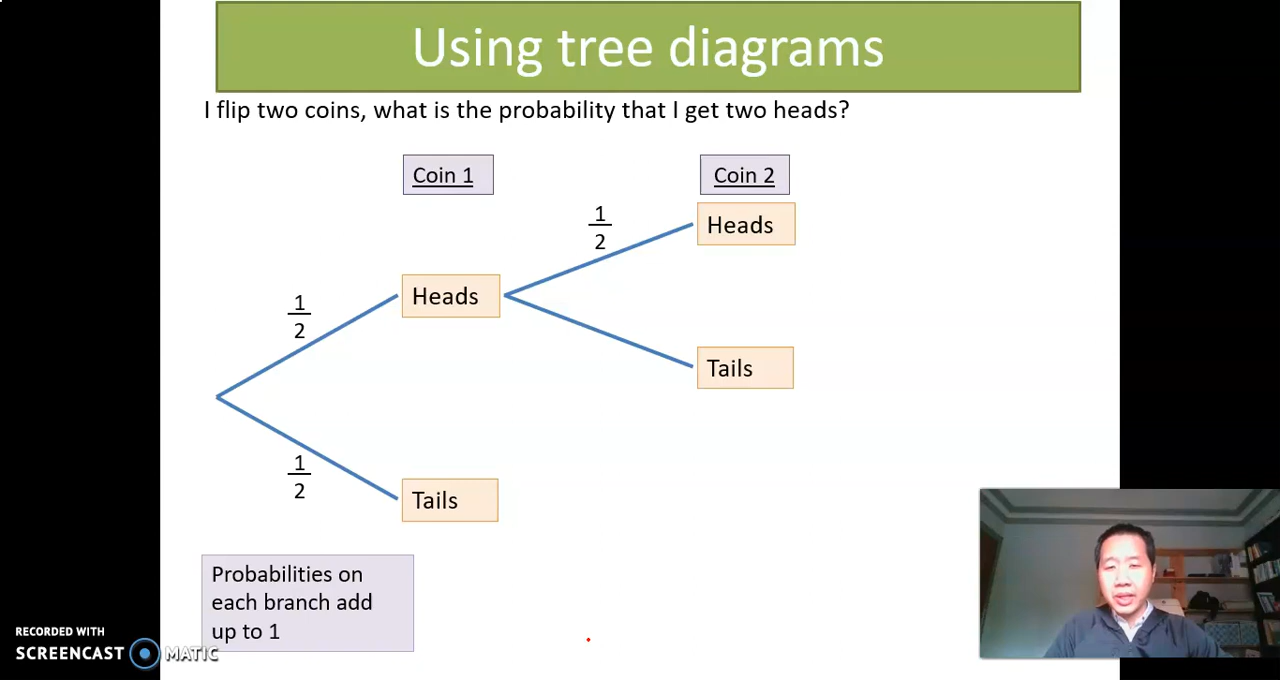 Using tree diagrams
I flip two coins, what is the probability that I get two heads?
Coin 1
Coin 2
1
2
Heads
1
2
Heads
Tails
1
2
Tails
Probabilities on
each branch add
up to 1
RECORDED WITH
SCREENCAST MATIC